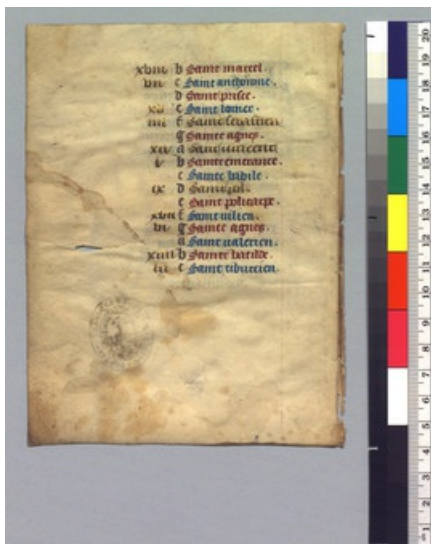 xviii b Saint marcel.
vii c Saint anthoine.
d Sainte prisce.
xv e Saint lomer.
iiii f Saint sebastien
g Sainte agnes.
xii a Saint vincent
i b Sainte emerance.
c Saint babile.
ix d Saint pol.
e Saint policarpe.
xvii f Saint iulien.
vi g Sainte agnes.
a Saint valerien.
xiiii b Sainte batilde.
iii c Saint tibureien.